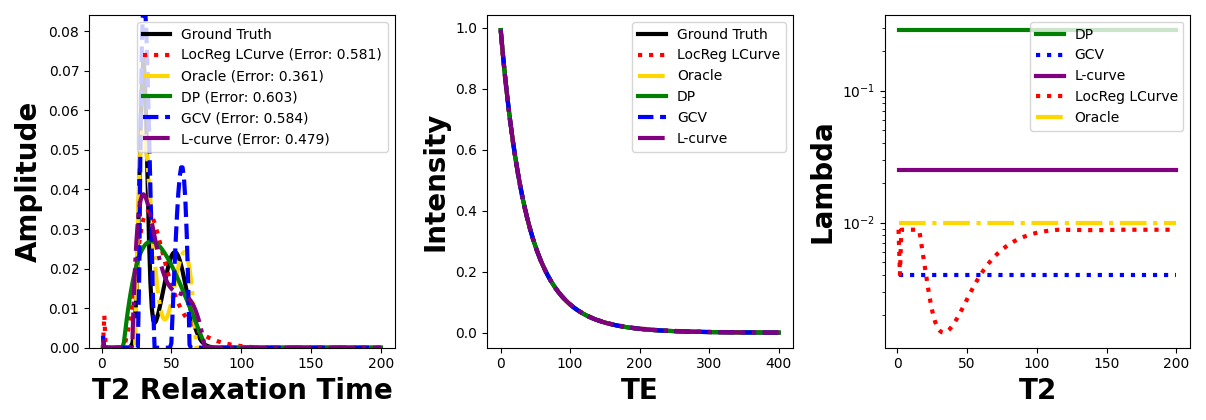 0.08
0.07
0.06
0.05
0.04
0.03
0.02
0.01
0.00
Amplitude
Ground Truth
LocReg LCurve (Error: 0.581)
Oracle (Error: 0.361)
DP (Error: 0.603)
GCV (Error: 0.584)
L-curve (Error: 0.479)
0 50 100 150 200
T2 Relaxation Time
1.0
0.8
0.6
0.4
0.2
0.0
Intensity
Ground Truth
LocReg LCurve
Oracle
DP
GCV
L-curve
0 100 200 300 400
TE
10⁻¹
10⁻²
Lambda
DP
GCV
L-curve
LocReg LCurve
Oracle
0 50 100 150 200
T2